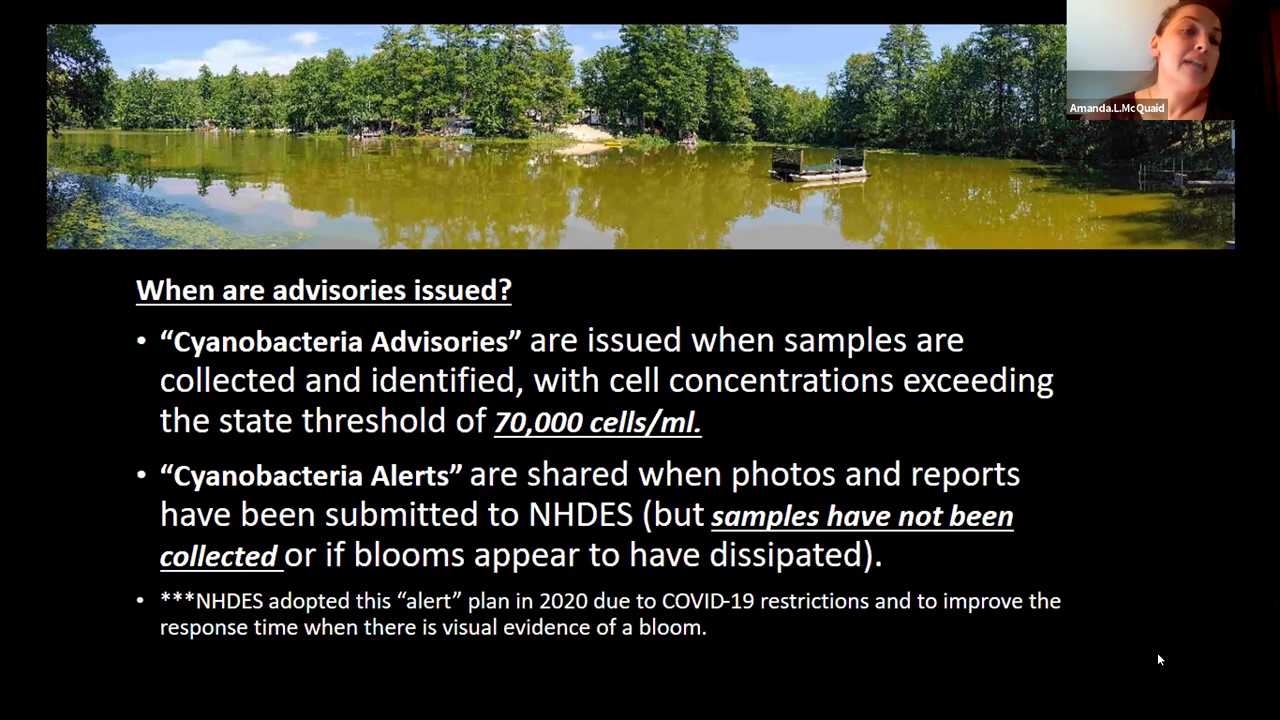 Amanda.L.McQuaid
When are advisories issued?
• “Cyanobacteria Advisories” are issued when samples are
collected and identified, with cell concentrations exceeding
the state threshold of 70,000 cells/ml.
• “Cyanobacteria Alerts” are shared when photos and reports
have been submitted to NHDES (but samples have not been
collected or if blooms appear to have dissipated).
• ***NHDES adopted this “alert” plan in 2020 due to COVID-19 restrictions and to improve the
response time when there is visual evidence of a bloom.